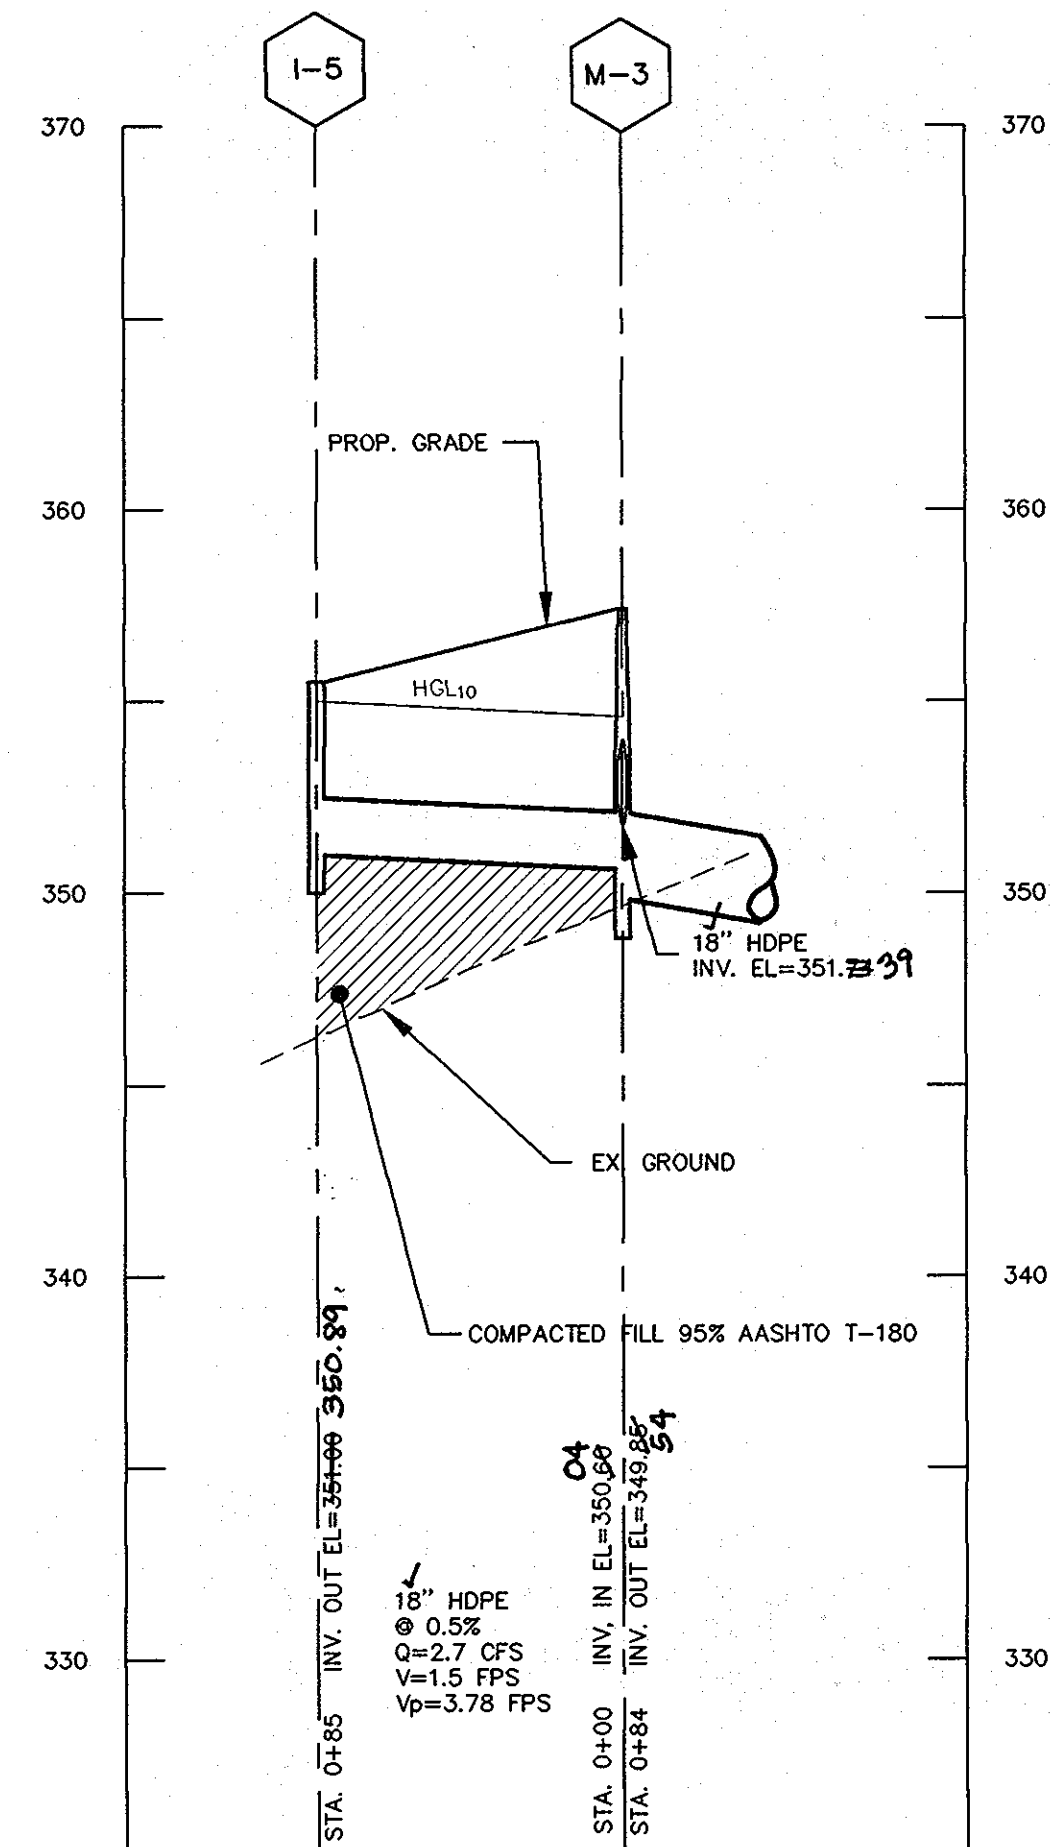 I-5
M-3
370
370
PROP. GRADE
360
360
HGL10
350
350
18" HDPE
INV. EL=351.39
EX. GROUND
340
340
COMPACTED FILL 95% AASHTO T-180
STA. 0+85 INV. OUT EL=351.00 350.89
STA. 0+00 INV. IN EL=350.60 04
STA. 0+84 INV. OUT EL=349.85 54
18" HDPE
@ 0.5%
Q=2.7 CFS
V=1.5 FPS
Vp=3.78 FPS
330
330